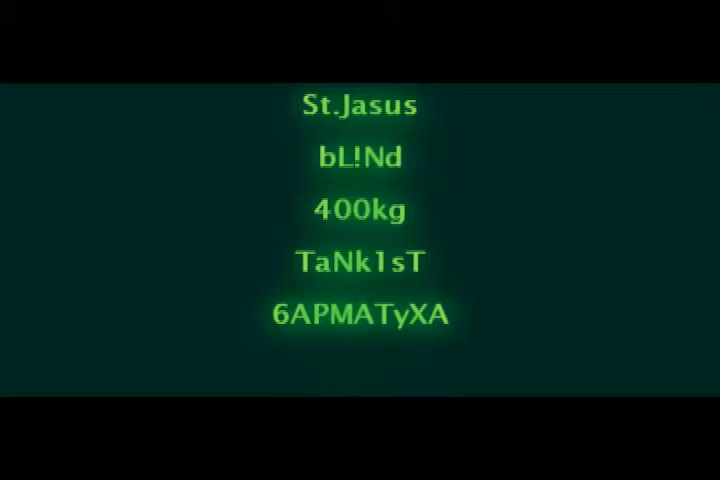 St.Jasus
bL!Nd
400kg
TaNk1sT
6APMATyXA